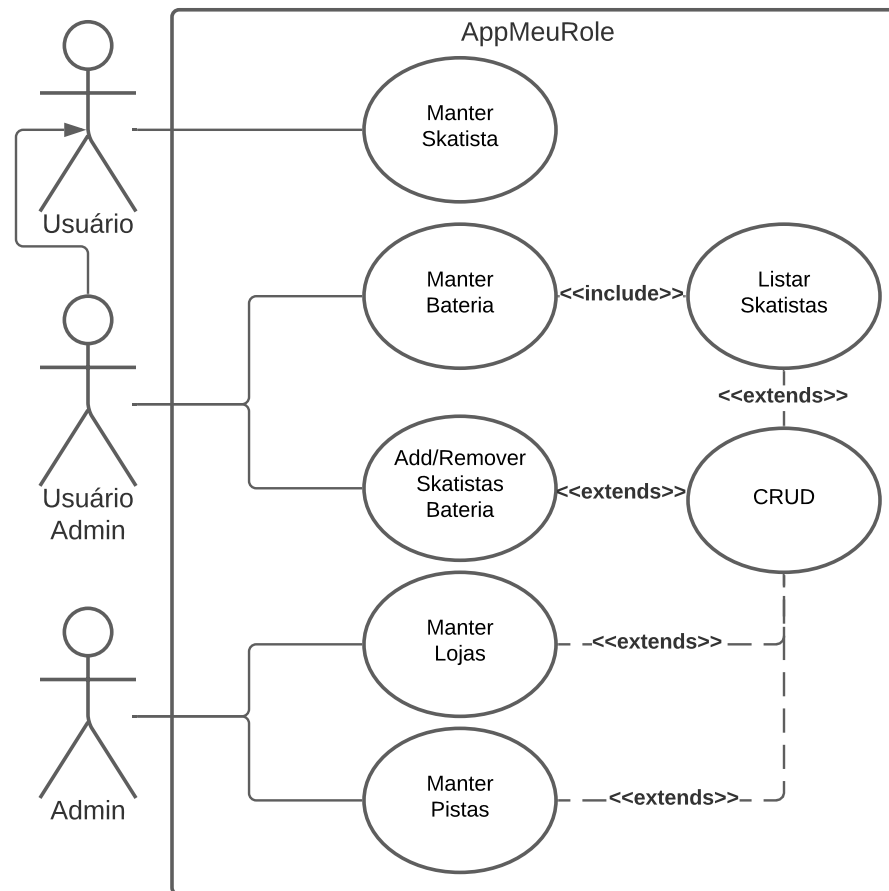 AppMeuRole
Manter
Skatista
Usuário
Manter
Bateria
<<include>>
Listar
Skatistas
<<extends>>
Add/Remover
Skatistas
Bateria
<<extends>>
CRUD
Usuário
Admin
Manter
Lojas
<<extends>>
Manter
Pistas
<<extends>>
Admin